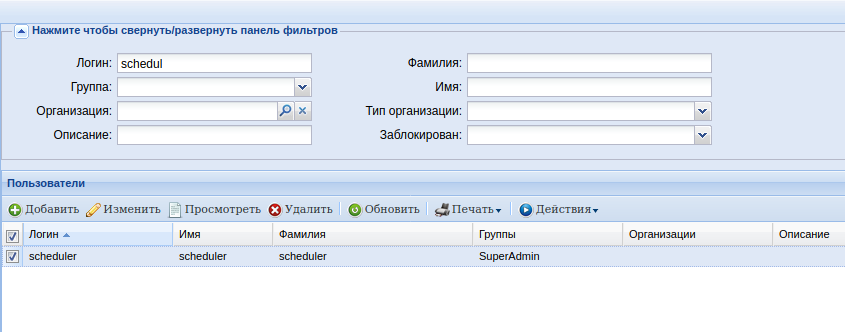 Нажмите чтобы свернуть/развернуть панель фильтров
Логин: schedul Фамилия:
Группа: Имя:
Организация: Тип организации:
Описание: Заблокирован:
Пользователи
Добавить Изменить Просмотреть Удалить Обновить Печать Действия
Логин Имя Фамилия Группы Организации Описание
scheduler scheduler scheduler SuperAdmin